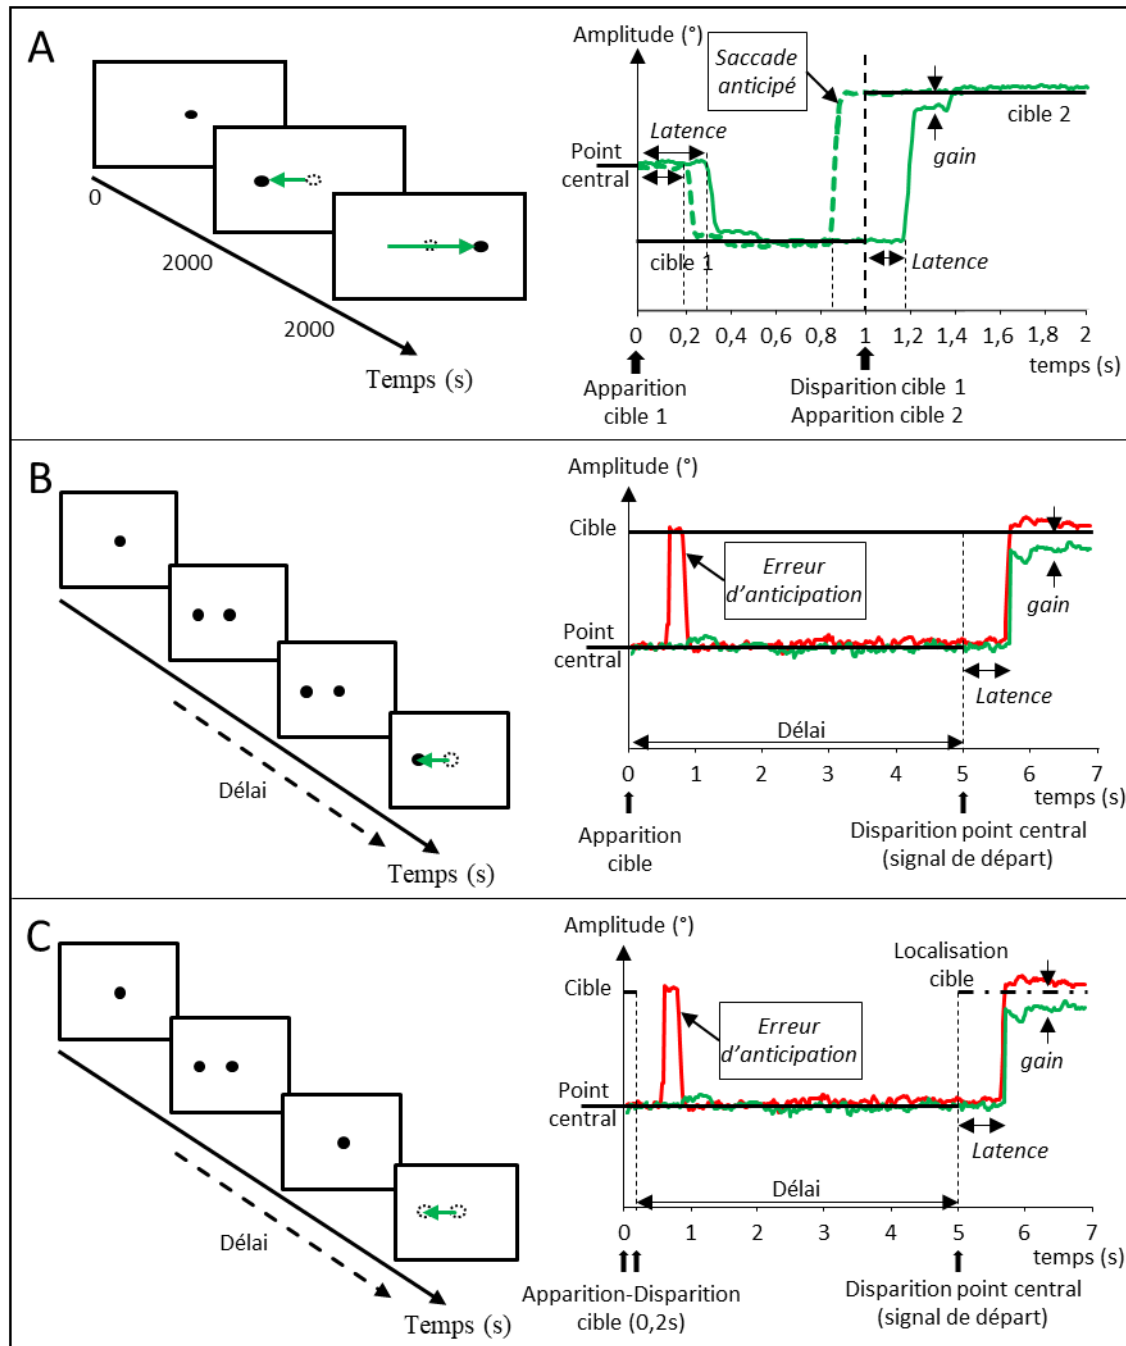 A
0
2000
2000
Temps (s)
Amplitude (°)
Saccade
anticipé
Latence
Point
central
cible 1
cible 2
gain
Latence
0 0,2 0,4 0,6 0,8 1 1,2 1,4 1,6 1,8 2
temps (s)
Apparition
cible 1
Disparition cible 1
Apparition cible 2
B
Délai
Temps (s)
Amplitude (°)
Cible
Erreur
d'anticipation
Point
central
gain
Latence
Délai
0 1 2 3 4 5 6 7
temps (s)
Apparition
cible
Disparition point central
(signal de départ)
C
Délai
Temps (s)
Amplitude (°)
Localisation
cible
Cible
Erreur
d'anticipation
gain
Point
central
Latence
Délai
0 1 2 3 4 5 6 7
temps (s)
Apparition-Disparition
cible (0,2s)
Disparition point central
(signal de départ)